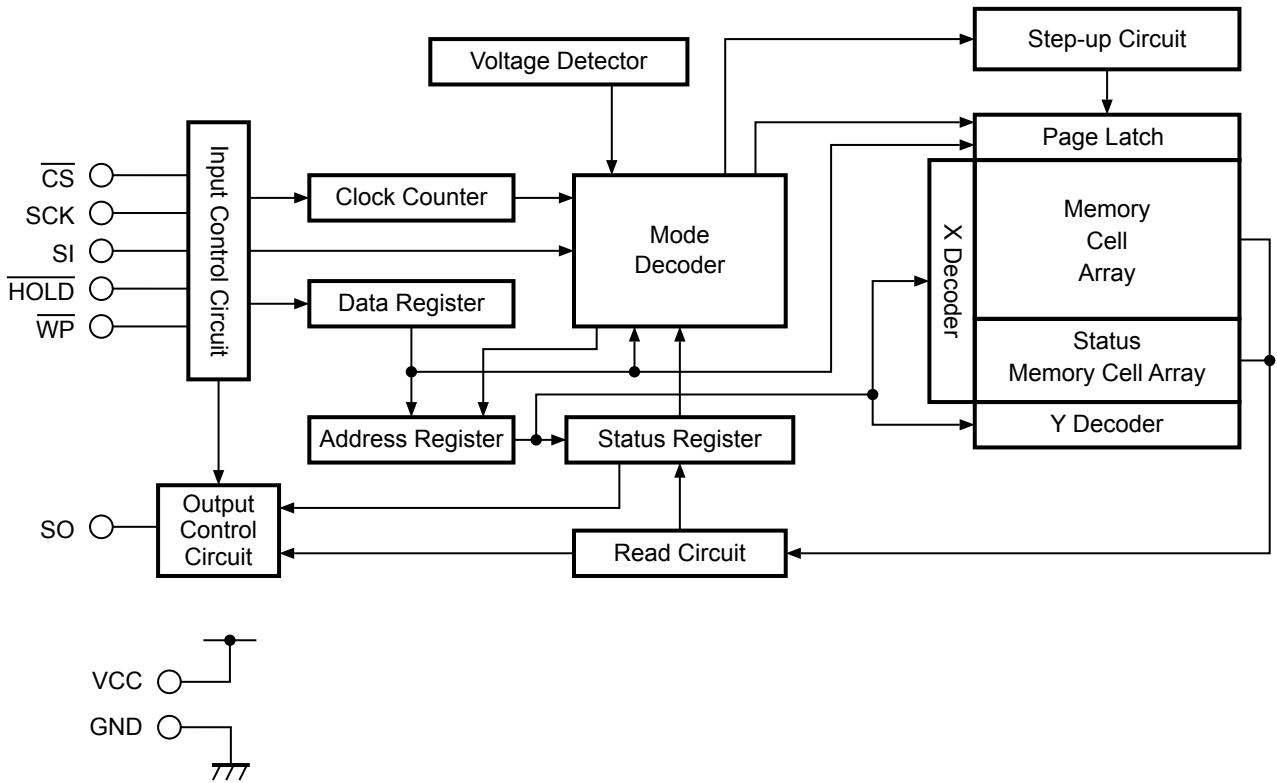 Step-up Circuit
Voltage Detector
Page Latch
Input Control Circuit
CS
SCK
SI
HOLD
WP
Clock Counter
Mode
Decoder
X Decoder
Memory
Cell
Array
Data Register
Status
Memory Cell Array
Address Register
Status Register
Y Decoder
SO
Output
Control
Circuit
Read Circuit
VCC
GND